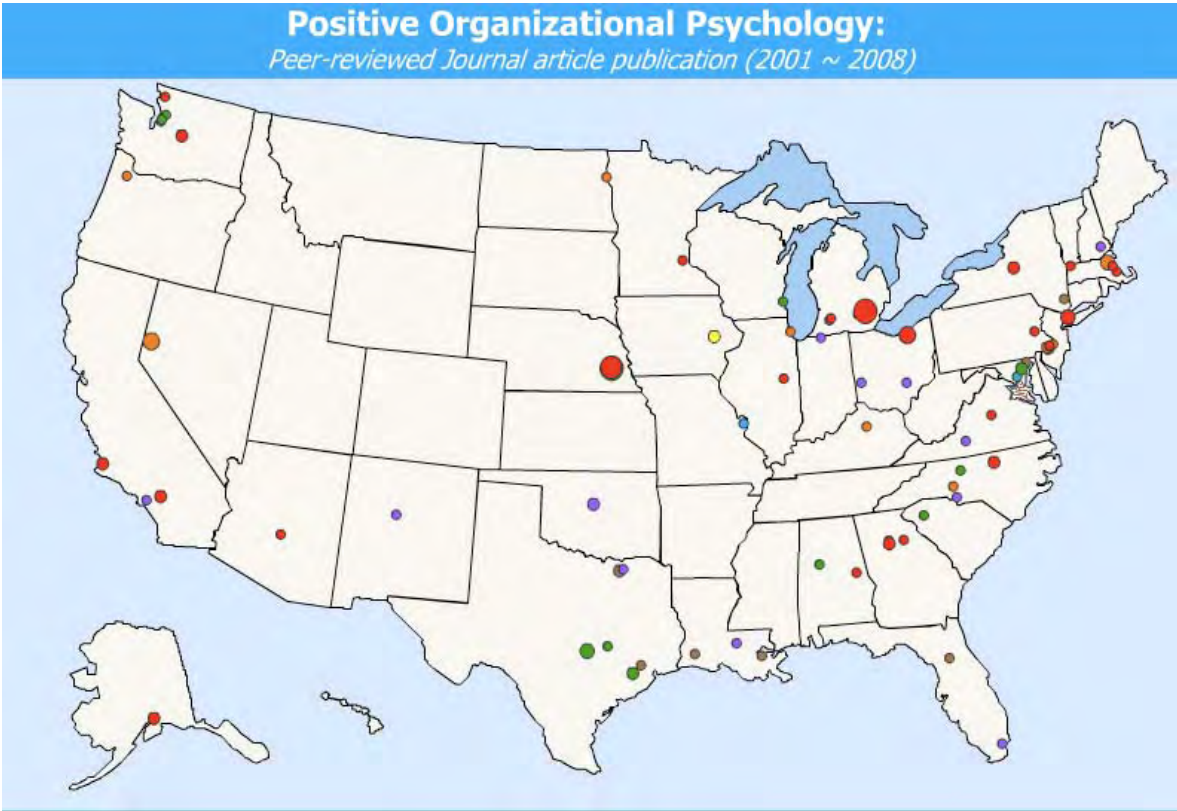 Positive Organizational Psychology:
Peer-reviewed Journal article publication (2001 ~ 2008)